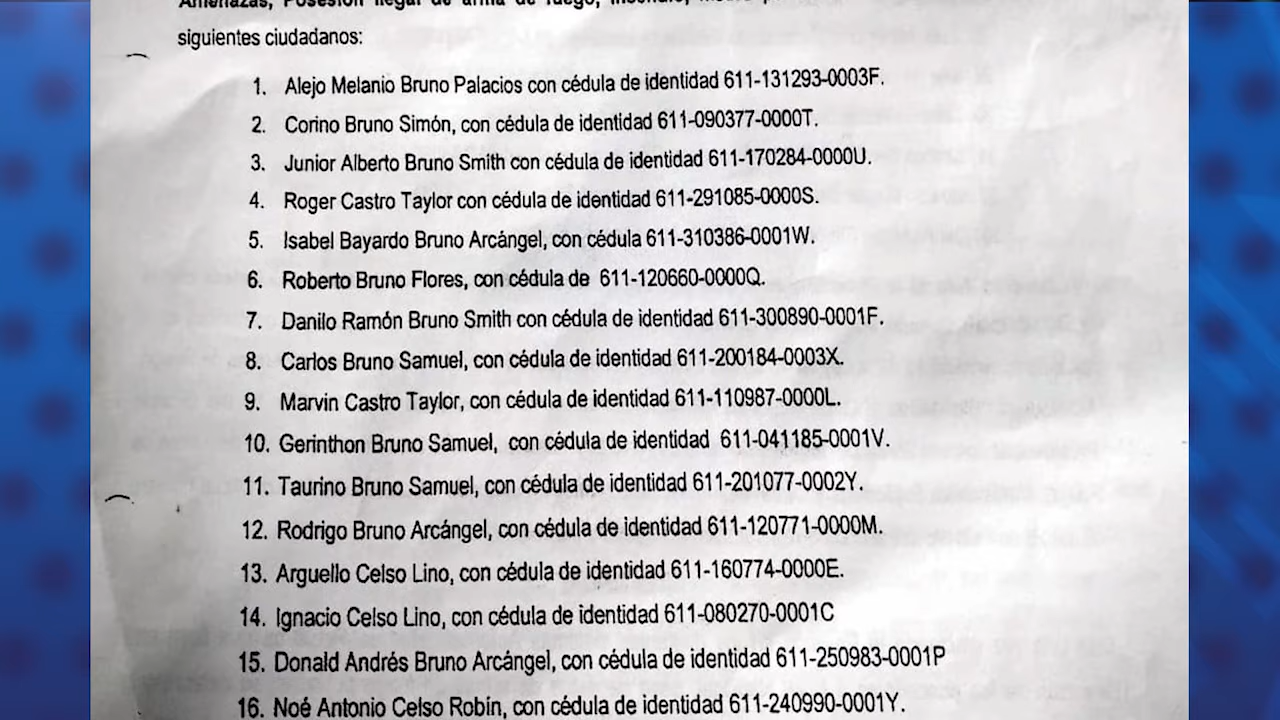 Amenazas, Posesión ilegal de arma de fuego, Incendio,
siguientes ciudadanos:
1. Alejo Melanio Bruno Palacios con cédula de identidad 611-131293-0003F.
2. Corino Bruno Simón, con cédula de identidad 611-090377-0000T.
3. Junior Alberto Bruno Smith con cédula de identidad 611-170284-0000U.
4. Roger Castro Taylor con cédula de identidad 611-291085-0000S.
5. Isabel Bayardo Bruno Arcángel, con cédula 611-310386-0001W.
6. Roberto Bruno Flores, con cédula de 611-120660-0000Q.
7. Danilo Ramón Bruno Smith con cédula de identidad 611-300890-0001F.
8. Carlos Bruno Samuel, con cédula de identidad 611-200184-0003X.
9. Marvin Castro Taylor, con cédula de identidad 611-110987-0000L.
10. Gerinthon Bruno Samuel, con cédula de identidad 611-041185-0001V.
11. Taurino Bruno Samuel, con cédula de identidad 611-201077-0002Y.
12. Rodrigo Bruno Arcángel, con cédula de identidad 611-120771-0000M.
13. Arguello Celso Lino, con cédula de identidad 611-160774-0000E.
14. Ignacio Celso Lino, con cédula de identidad 611-080270-0001C
15. Donald Andrés Bruno Arcángel, con cédula de identidad 611-250983-0001P
16. Noé Antonio Celso Robin, con cédula de identidad 611-240990-0001Y.